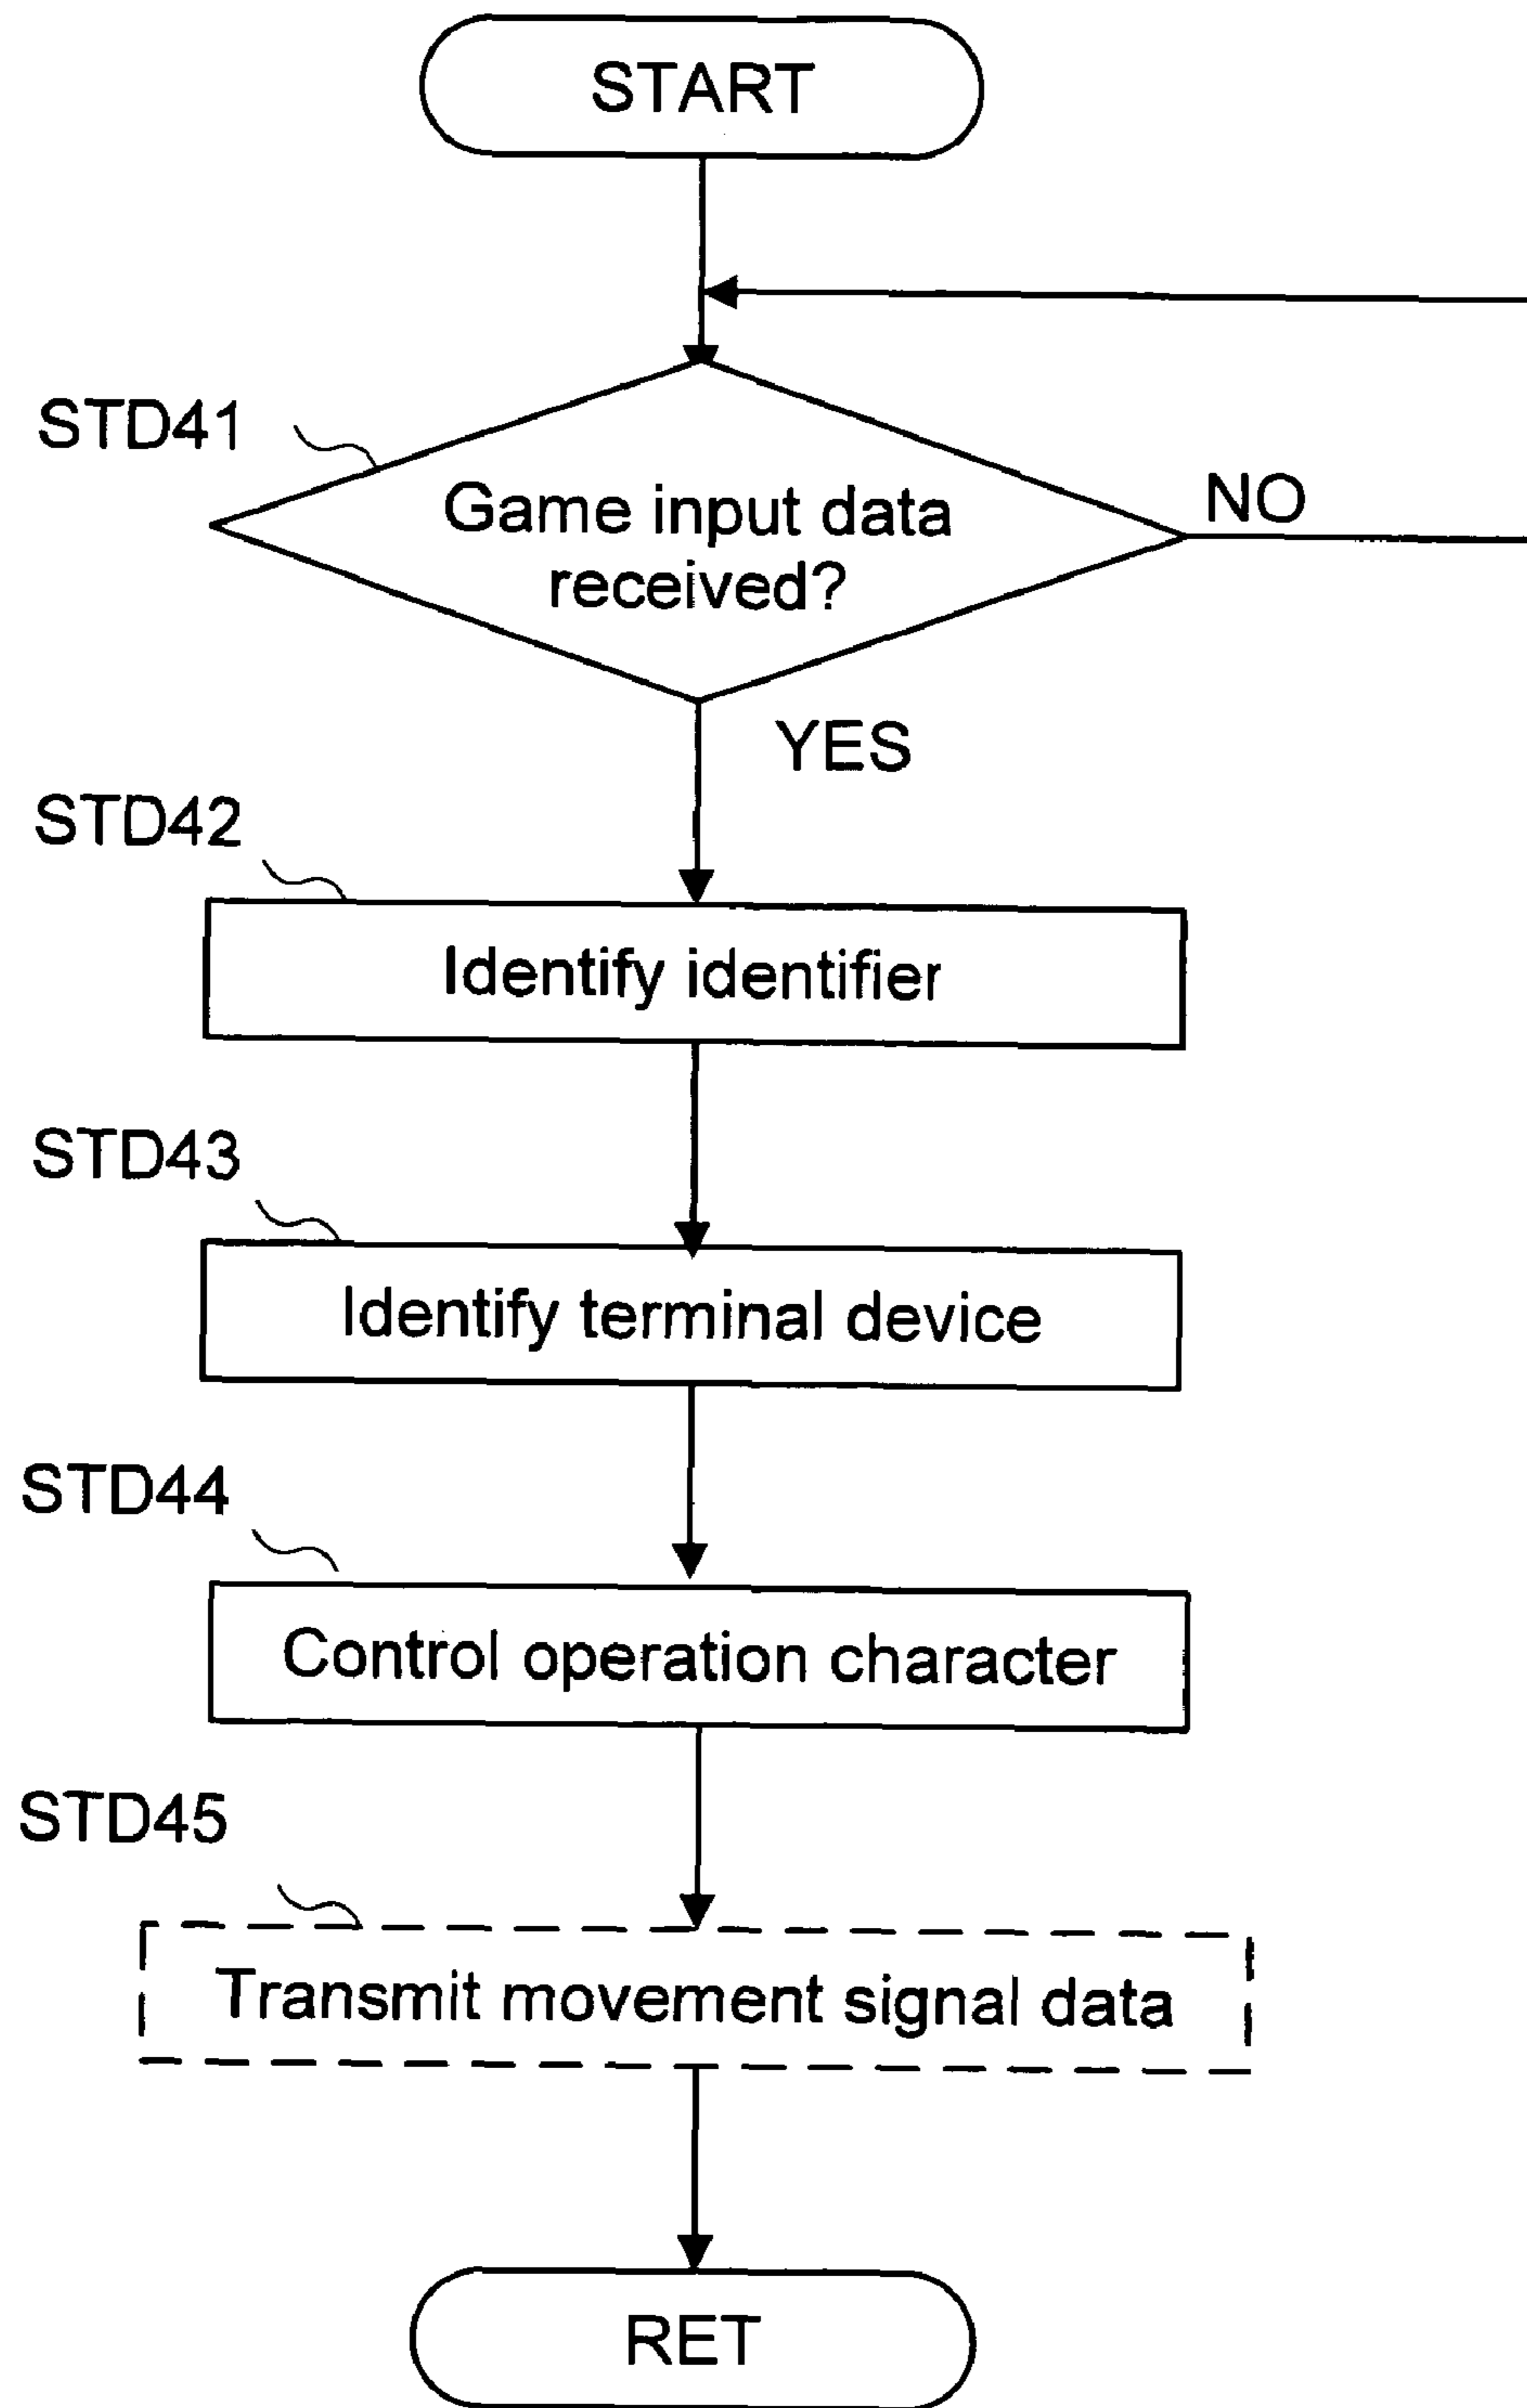 START
STD41
Game input data
received?
NO
YES
STD42
Identify identifier
STD43
Identify terminal device
STD44
Control operation character
STD45
Transmit movement signal data
RET